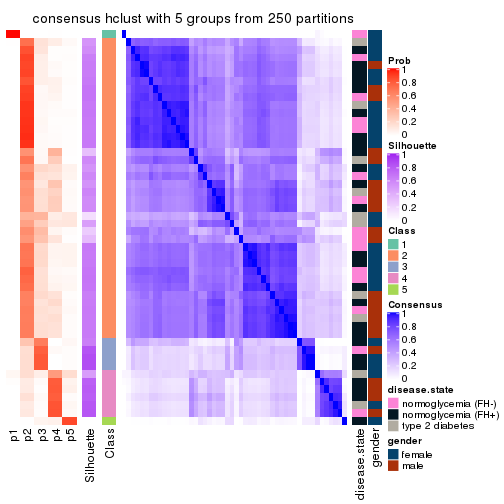 consensus hclust with 5 groups from 250 partitions
Prob
1
0.8
0.6
0.4
0.2
0
Silhouette
1
0.8
0.6
0.4
0.2
0
Class
1
2
3
4
5
Consensus
1
0.8
0.6
0.4
0.2
0
disease.state
normoglycemia (FH-)
normoglycemia (FH+)
type 2 diabetes
gender
female
male
p1
p2
p3
p4
p5
Silhouette
Class
disease.state
gender